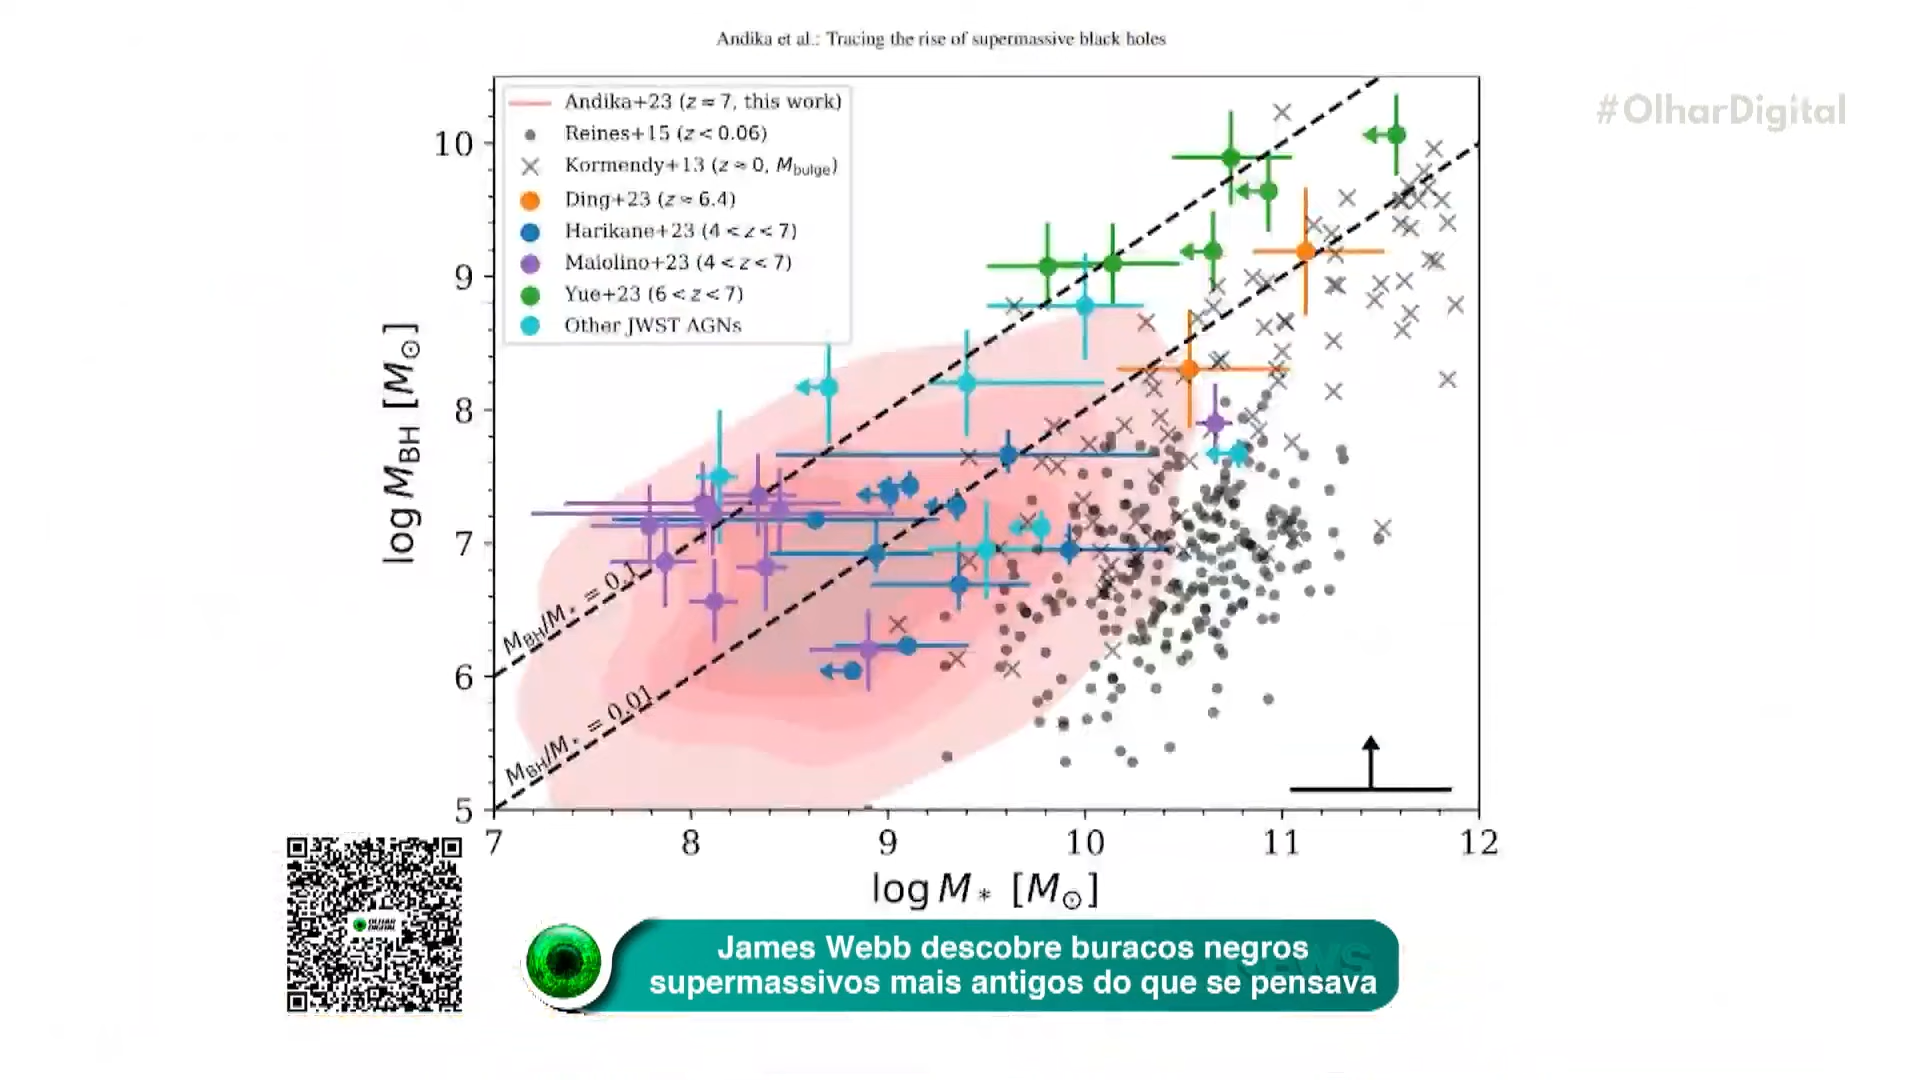 Andika et al.: Tracing the rise of supermassive black holes
#OlharDigital
Andika+23 (z ≈ 7, this work)
Reines+15 (z < 0.06)
Kormendy+13 (z ≈ 0, Mbulge)
Ding+23 (z ≈ 6.4)
Harikane+23 (4 < z < 7)
Maiolino+23 (4 < z < 7)
Yue+23 (6 < z < 7)
Other JWST AGNs
10
9
8
7
6
5
log MBH [M⊙]
MBH/M* = 0.1
MBH/M* = 0.01
7 8 9 10 11 12
log M* [M⊙]
OLHAR
DIGITAL
NEWS
James Webb descobre buracos negros
supermassivos mais antigos do que se pensava